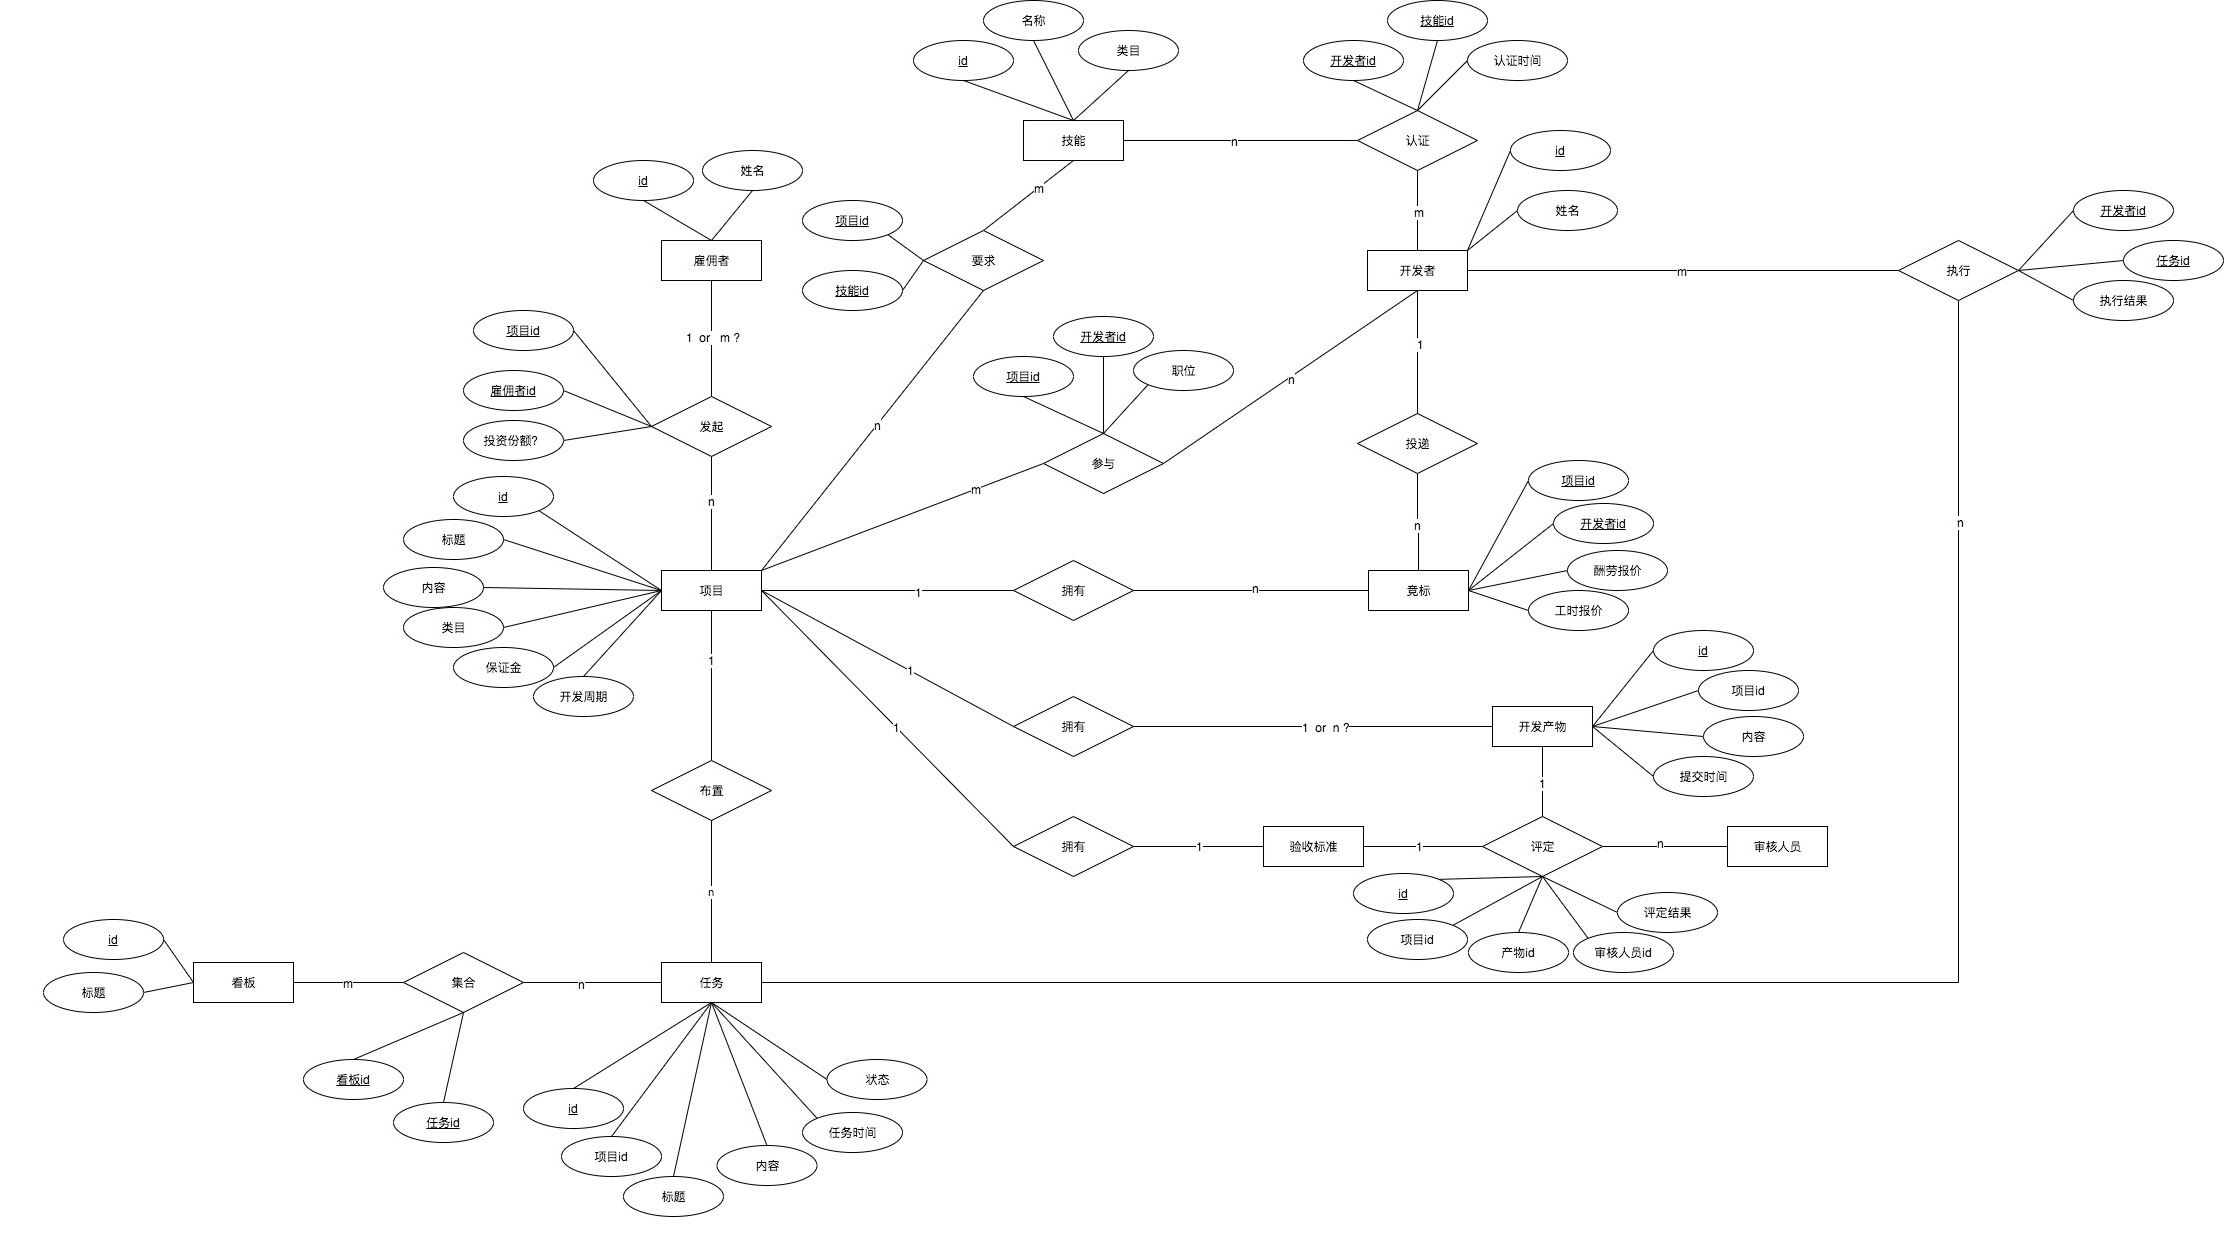 名称
技能id
id
类目
开发者id
认证时间
技能
n
认证
id
姓名
id
姓名
m
m
项目id
开发者id
雇佣者
要求
开发者
m
执行
任务id
技能id
执行结果
项目id
1 or m ?
开发者id
1
项目id
职位
n
雇佣者id
投资份额?
发起
n
投递
参与
项目id
id
m
n
n
开发者id
n
标题
酬劳报价
内容
项目
1
拥有
n
竟标
工时报价
类目
id
保证金
1
1
项目id
开发周期
1
拥有
1 or n ?
开发产物
内容
提交时间
布置
1
拥有
1
验收标准
1
评定
n
审核人员
n
id
评定结果
id
项目id
产物id
审核人员id
看板
m
集合
n
任务
标题
看板id
状态
id
任务id
任务时间
项目id
内容
标题